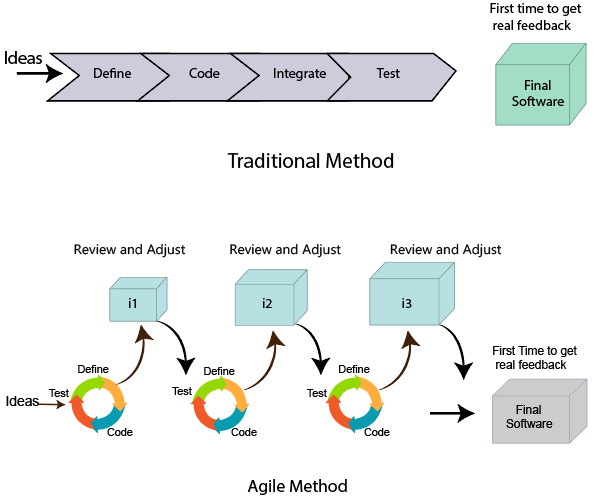 First time to get
real feedback
Ideas
Define
Code
Integrate
Test
Final
Software
Traditional Method
Review and Adjust
Review and Adjust
Review and Adjust
i1
i2
i3
Define
Define
Define
Test
Test
Test
Code
Code
Code
Ideas
First Time to get
real feedback
Final
Software
Agile Method